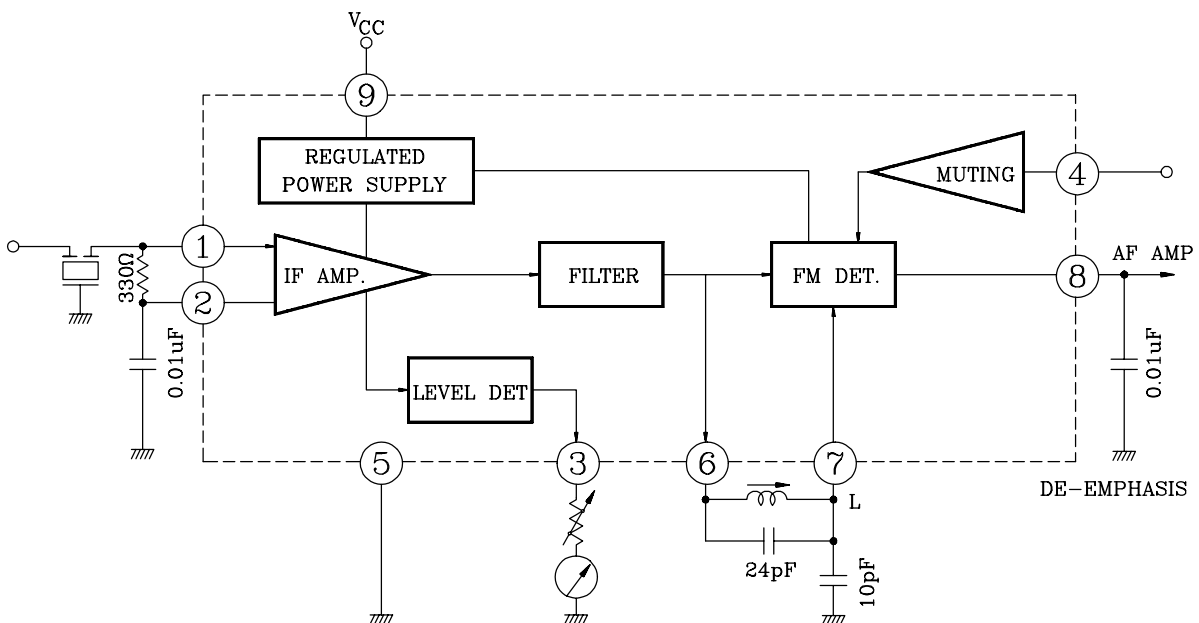 VCC
9
REGULATED
POWER SUPPLY
MUTING
4
1
330Ω
2
IF AMP.
FILTER
FM DET.
8
AF AMP
0.01uF
0.01uF
LEVEL DET
5
3
6
7
DE-EMPHASIS
L
24pF
10pF